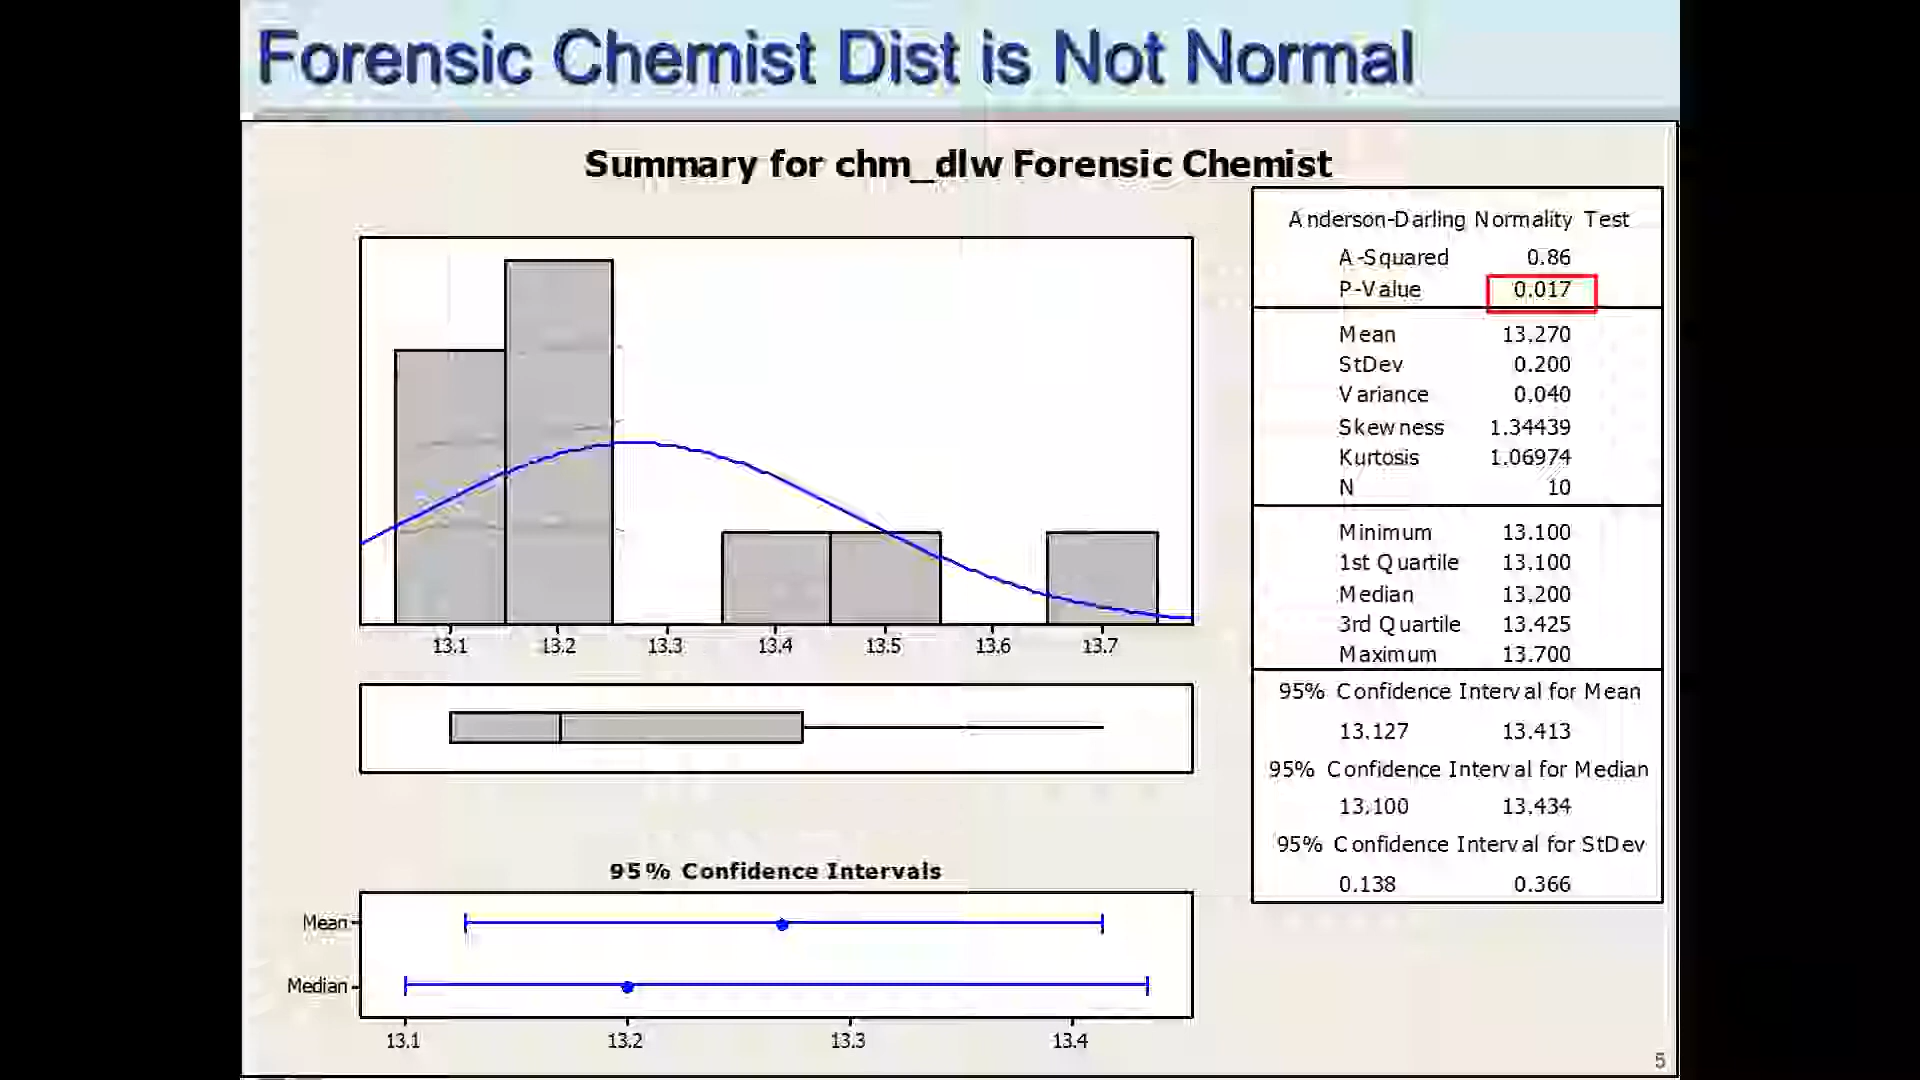 Forensic Chemist Dist is Not Normal
Summary for chm_dlw Forensic Chemist
13.1 13.2 13.3 13.4 13.5 13.6 13.7
95% Confidence Intervals
Mean
Median
13.1 13.2 13.3 13.4
Anderson-Darling Normality Test
A-Squared 0.86
P-Value 0.017
Mean 13.270
StDev 0.200
Variance 0.040
Skewness 1.34439
Kurtosis 1.06974
N 10
Minimum 13.100
1st Quartile 13.100
Median 13.200
3rd Quartile 13.425
Maximum 13.700
95% Confidence Interval for Mean
13.127 13.413
95% Confidence Interval for Median
13.100 13.434
95% Confidence Interval for StDev
0.138 0.366
5